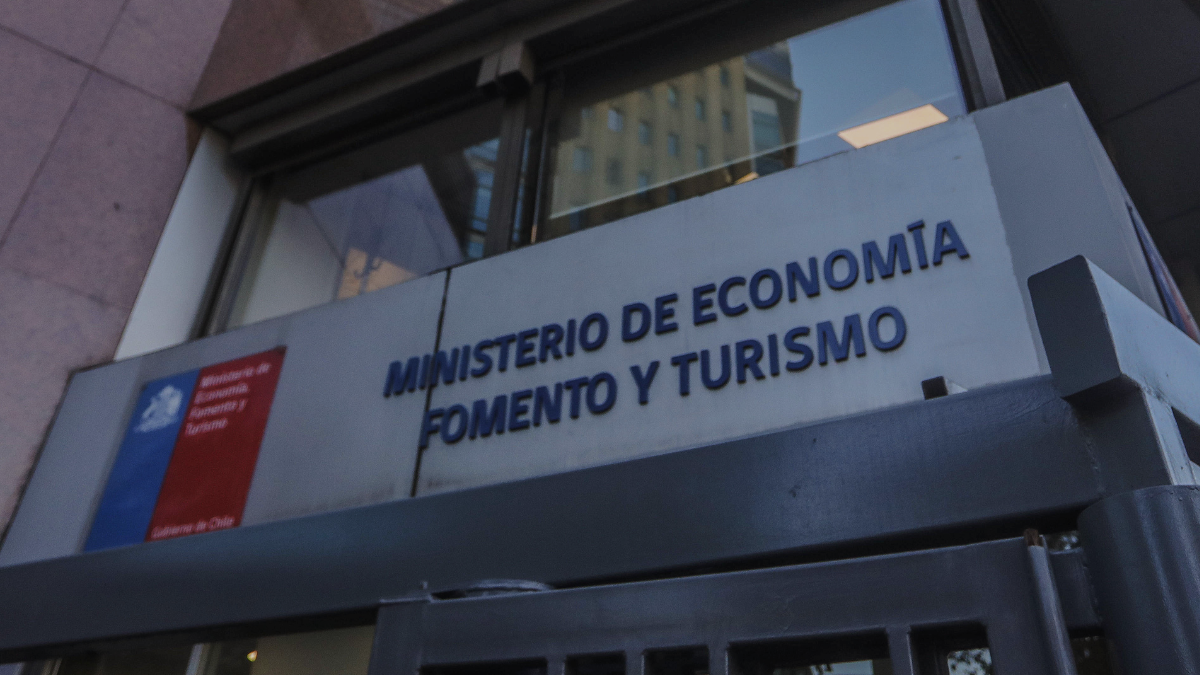 MINISTERIO DE ECONOMÍA
FOMENTO Y TURISMO
Ministerio de
Economía,
Fomento y
Turismo
Gobierno de Chile